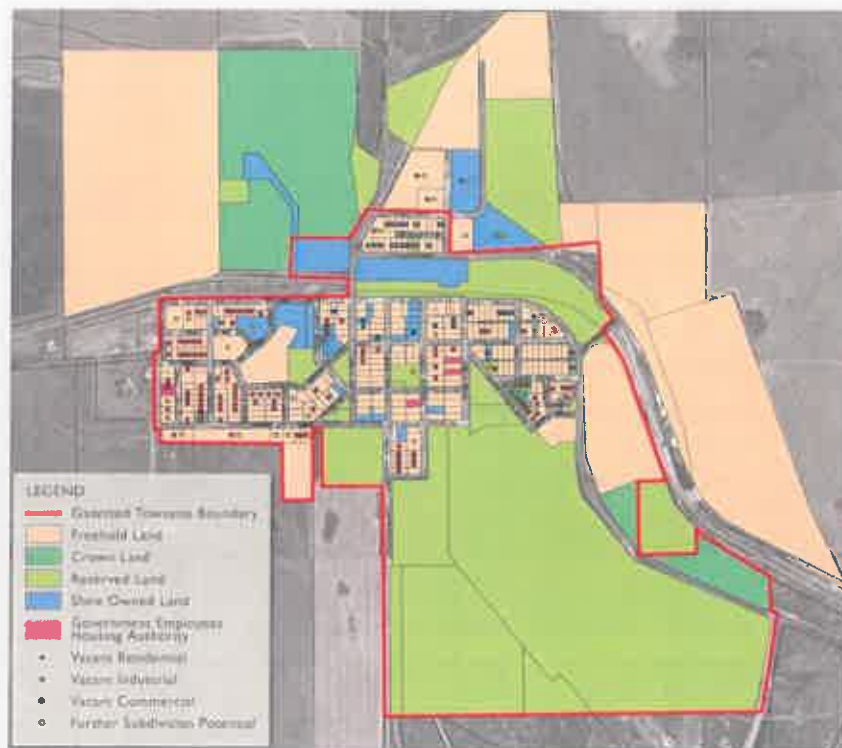 LEGEND
Gazetted Townsite Boundary
Freehold Land
Crown Land
Reserved Land
Shire Owned Land
Government Employees
Housing Authority
Vacant Residential
Vacant Industrial
Vacant Commercial
Further Subdivision Potential